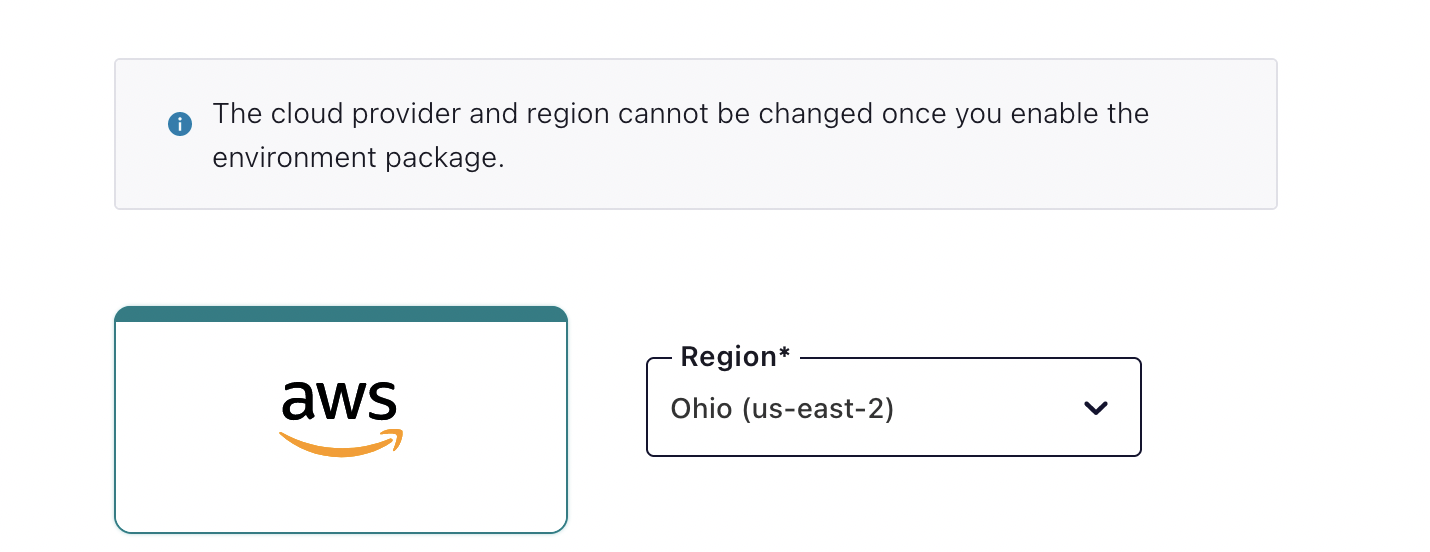 The cloud provider and region cannot be changed once you enable the
environment package.
aws
Region*
Ohio (us-east-2)